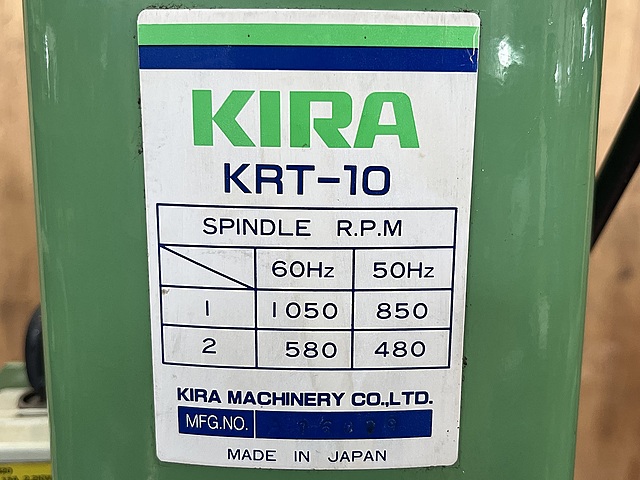 KIRA
KRT-10
SPINDLE R.P.M
60Hz 50Hz
1 1050 850
2 580 480
KIRA MACHINERY CO.,LTD.
MFG.NO.
MADE IN JAPAN